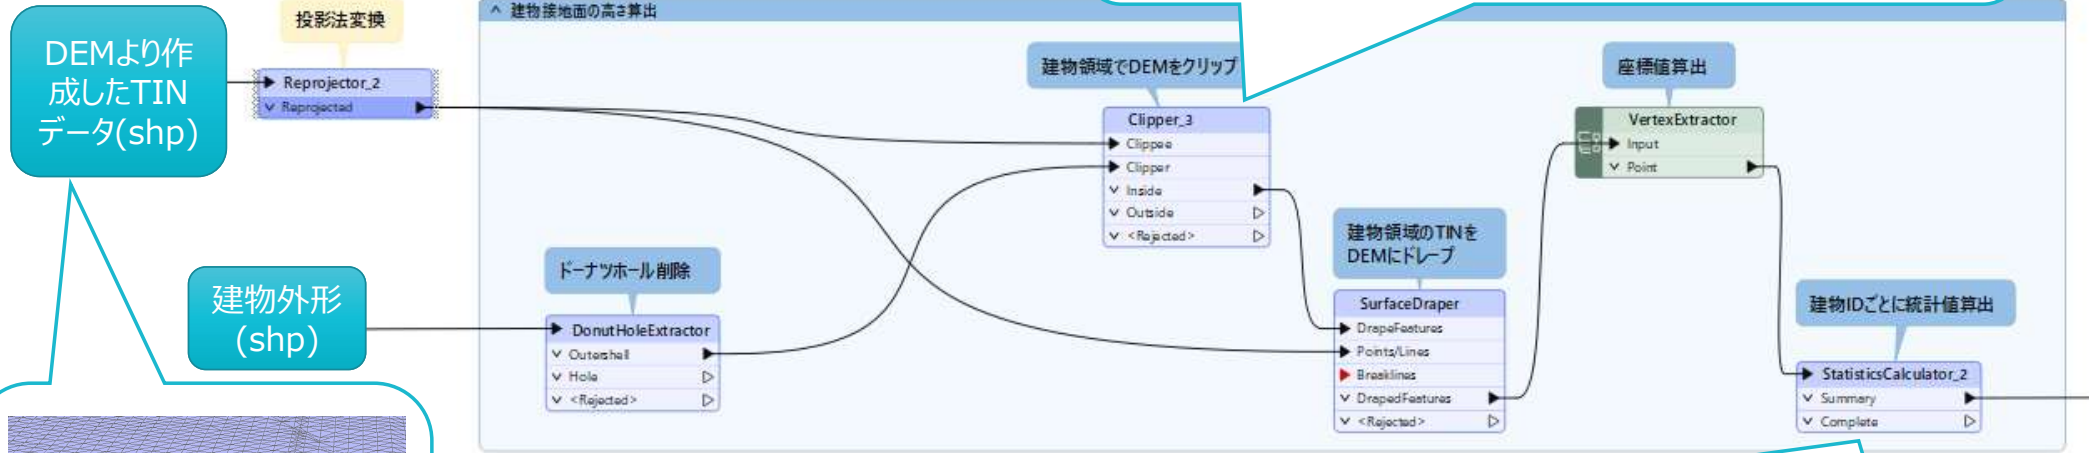 投影法変換
DEMより作
成したTIN
データ(shp)
Reprojector_2
Reprojected
建物接地面の高さ算出
建物領域でDEMをクリップ
Clipper_3
Clippee
Clipper
Inside
Outside
<Rejected>
座標値算出
VertexExtractor
Input
Point
建物外形
(shp)
ドーナツホール削除
DonutHoleExtractor
Outershell
Hole
<Rejected>
建物領域のTINを
DEMにドレープ
SurfaceDraper
DrapeFeatures
Points/Lines
Breaklines
DrapedFeatures
<Rejected>
建物IDごとに統計値算出
StatisticsCalculator_2
Summary
Complete